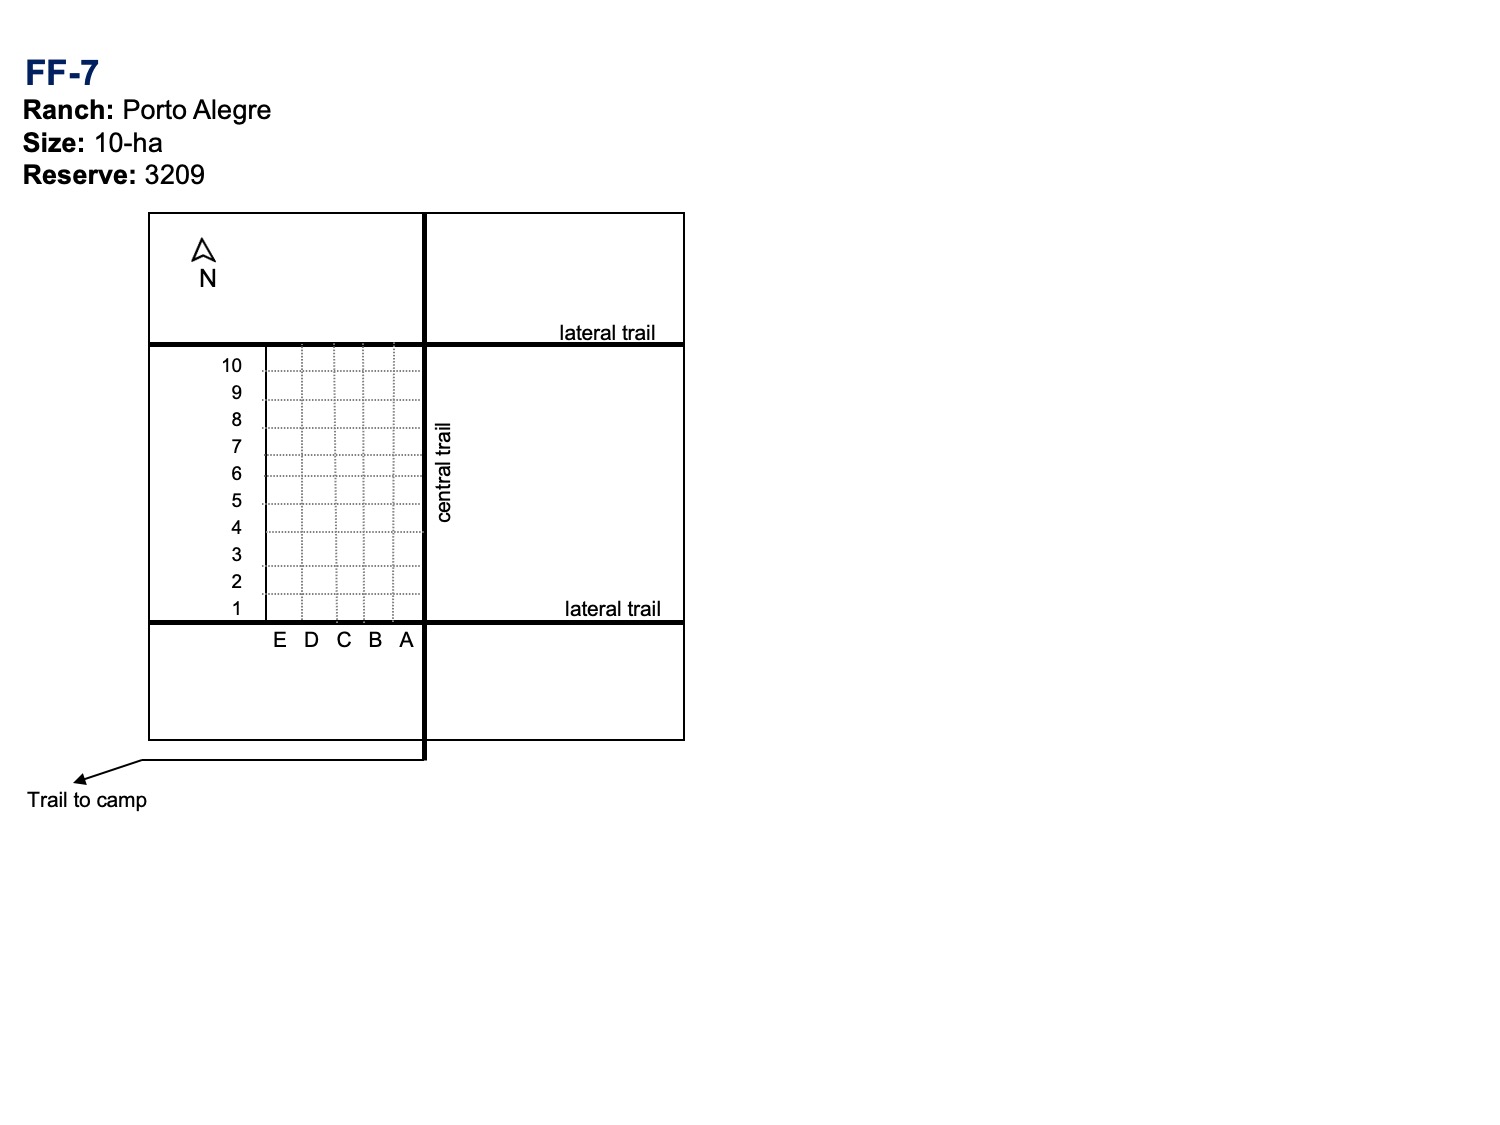 FF-7
Ranch: Porto Alegre
Size: 10-ha
Reserve: 3209
N
lateral trail
10
9
8
7
6
5
4
3
2
1
central trail
lateral trail
E D C B A
Trail to camp